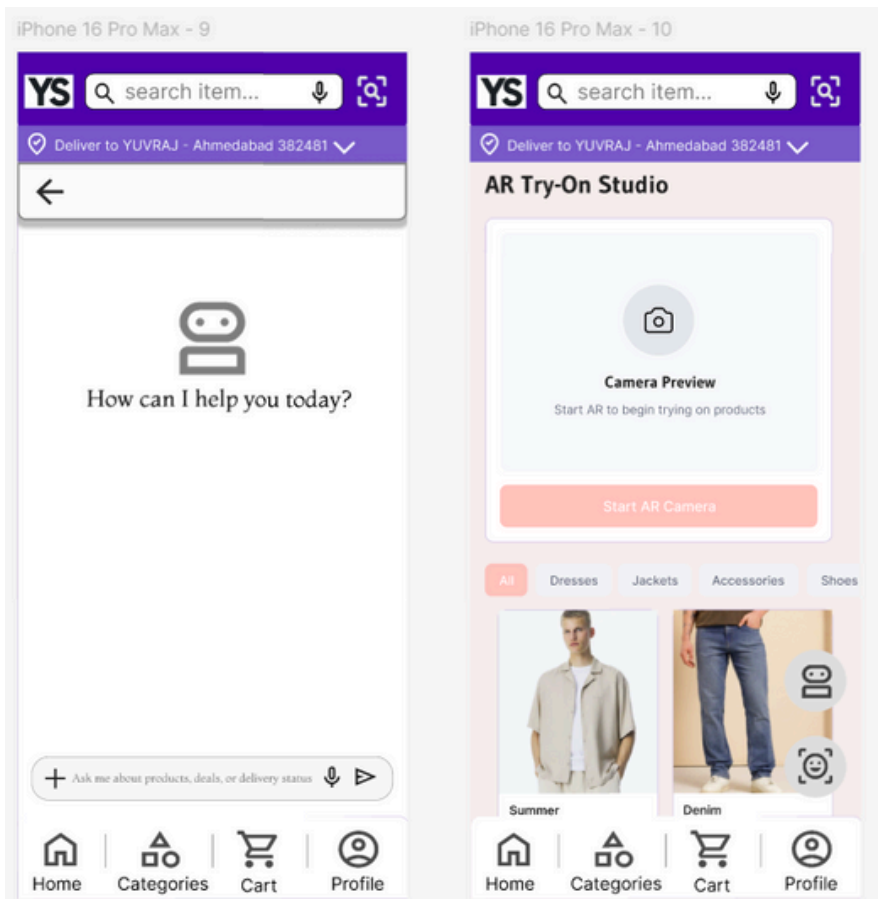 iPhone 16 Pro Max - 9
YS
search item...
Deliver to YUVRAJ - Ahmedabad 382481
How can I help you today?
Ask me about products, deals, or delivery status
Home
Categories
Cart
Profile
iPhone 16 Pro Max - 10
YS
search item...
Deliver to YUVRAJ - Ahmedabad 382481
AR Try-On Studio
Camera Preview
Start AR to begin trying on products
Start AR Camera
All
Dresses
Jackets
Accessories
Shoes
Summer
Denim
Home
Categories
Cart
Profile